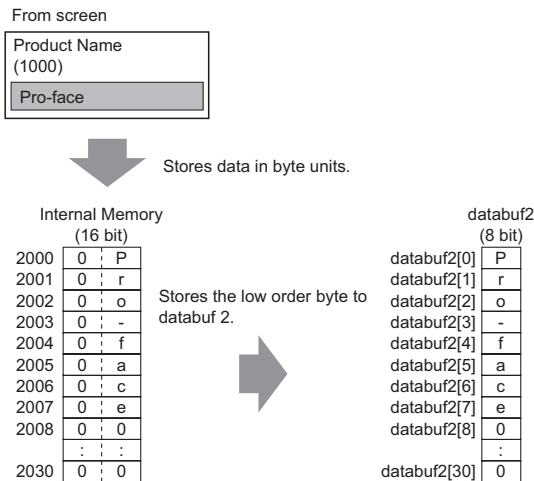 From screen
Product Name
(1000)
Pro-face
Stores data in byte units.
Internal Memory
(16 bit)
2000 0 P
2001 0 r
2002 0 o
2003 0 -
2004 0 f
2005 0 a
2006 0 c
2007 0 e
2008 0 0
: :
2030 0 0
Stores the low order byte to
databuf 2.
databuf2
(8 bit)
databuf2[0] P
databuf2[1] r
databuf2[2] o
databuf2[3] -
databuf2[4] f
databuf2[5] a
databuf2[6] c
databuf2[7] e
databuf2[8] 0
:
databuf2[30] 0